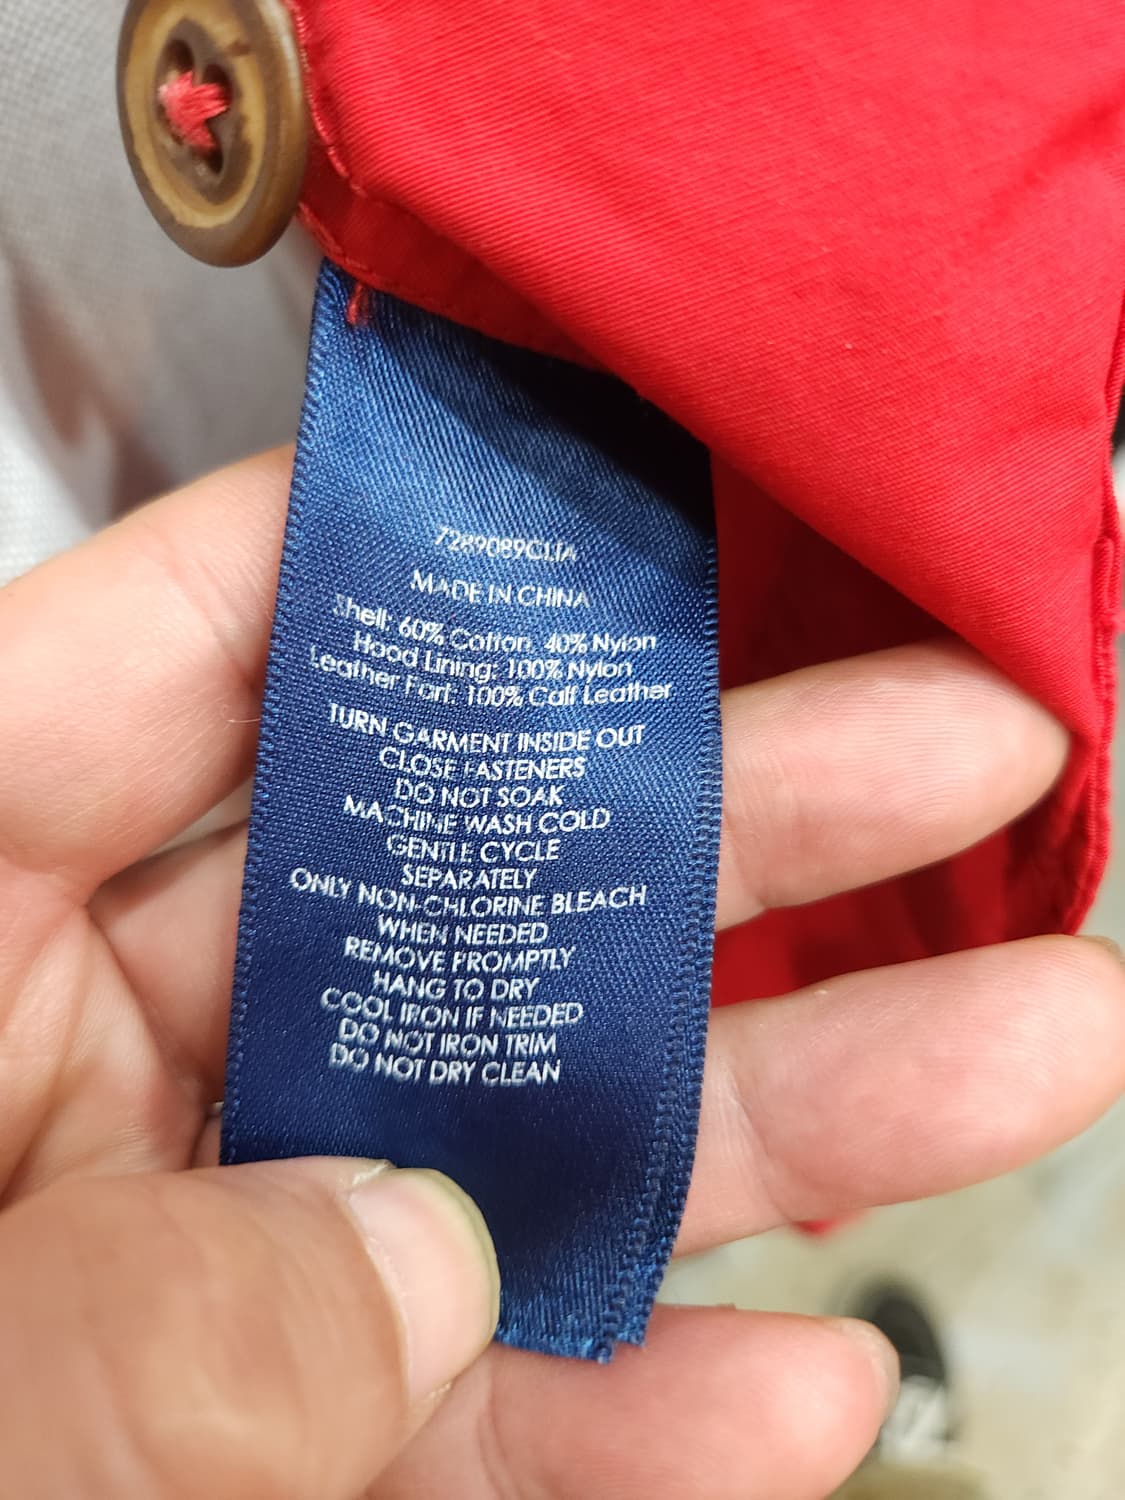 7289089CLTA
MADE IN CHINA
Shell: 60% Cotton, 40% Nylon
Hood Lining: 100% Nylon
Leather Part: 100% Calf Leather
TURN GARMENT INSIDE OUT
CLOSE FASTENERS
DO NOT SOAK
MACHINE WASH COLD
GENTLE CYCLE
SEPARATELY
ONLY NON-CHLORINE BLEACH
WHEN NEEDED
REMOVE PROMPTLY
HANG TO DRY
COOL IRON IF NEEDED
DO NOT IRON TRIM
DO NOT DRY CLEAN